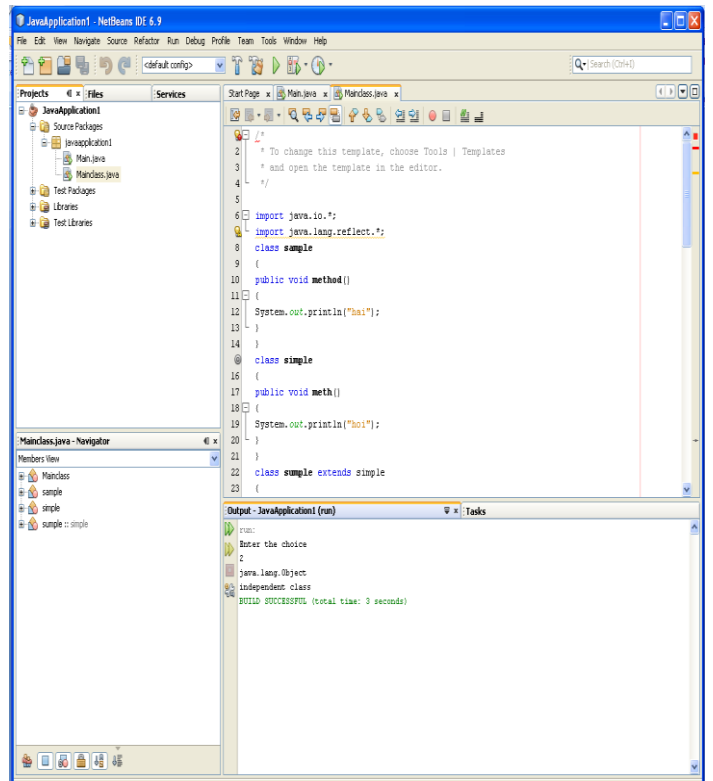 JavaApplication1 - NetBeans IDE 6.9
File Edit View Navigate Source Refactor Run Debug Profile Team Tools Window Help
<default config>
Search (Ctrl+I)
Projects Files Services
JavaApplication1
Source Packages
javaapplication1
Main.java
Mainclass.java
Test Packages
Libraries
Test Libraries
Start Page x Main.java x Mainclass.java x
/*
2 * To change this template, choose Tools | Templates
3 * and open the template in the editor.
4 */
5
6 import java.io.*;
import java.lang.reflect.*;
8 class sample
9 {
10 public void method()
11 {
12 System.out.println("hai");
13 }
14 }
class simple
16 {
17 public void meth()
18 {
19 System.out.println("hoi");
20 }
21 }
22 class sumple extends simple
23 {
Mainclass.java - Navigator
Members View
Mainclass
sample
simple
sumple :: simple
Output - JavaApplication1 (run) Tasks
run:
Enter the choice
2
java.lang.Object
independent class
BUILD SUCCESSFUL (total time: 3 seconds)